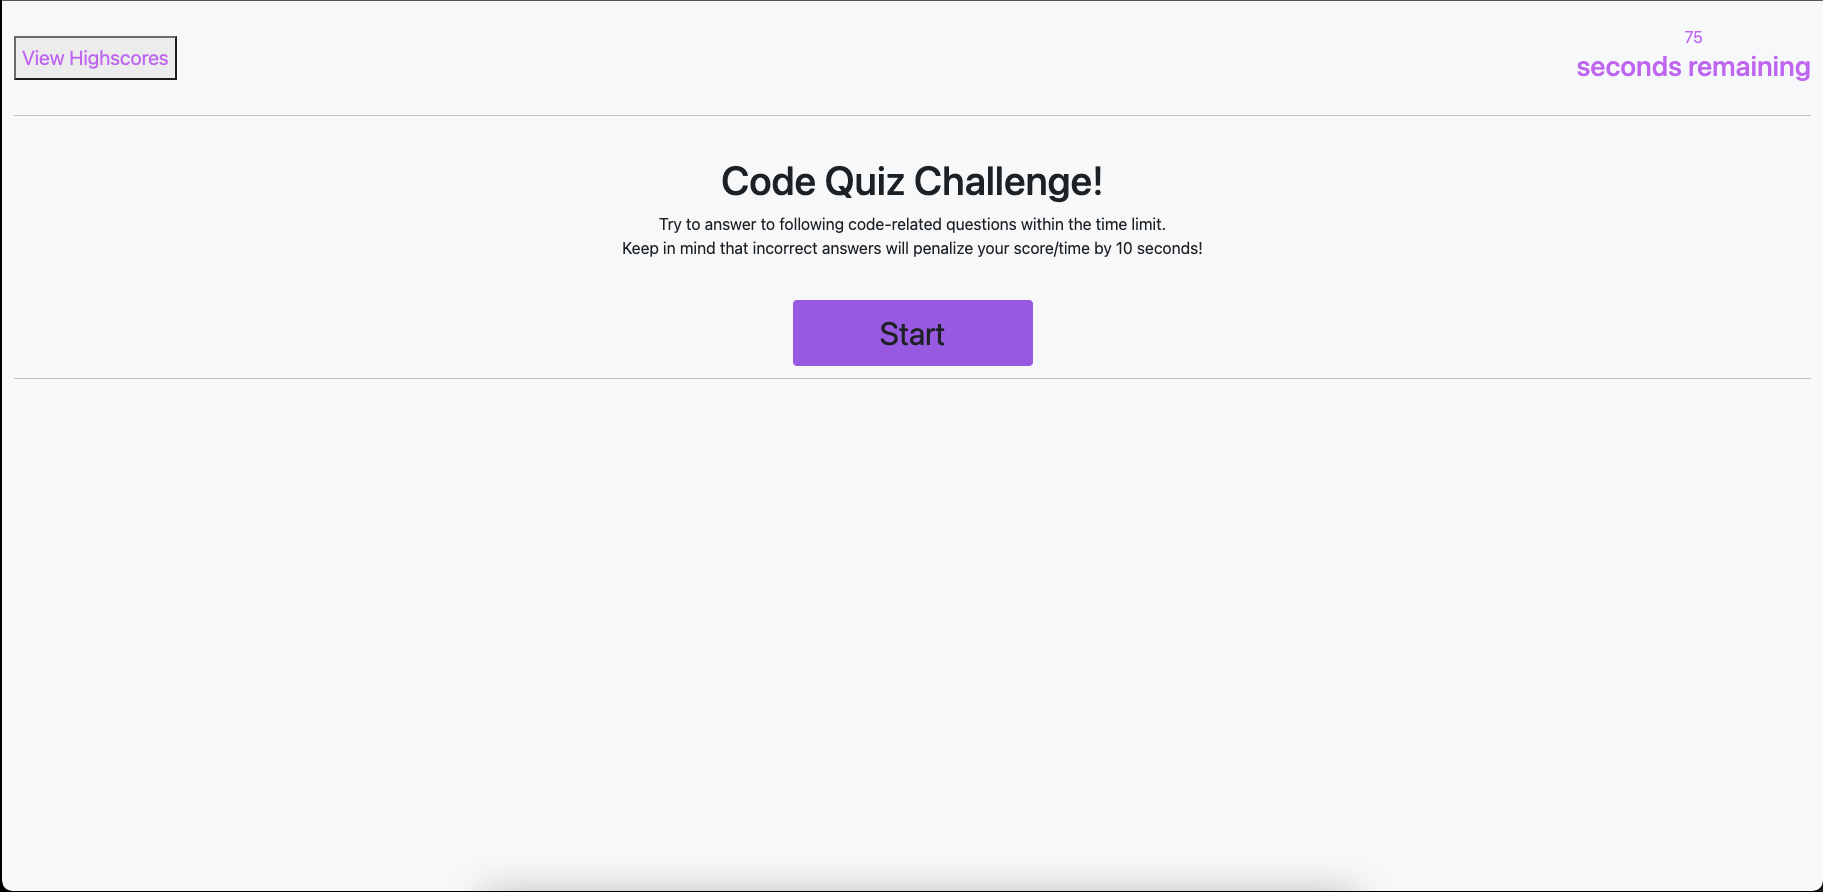 View Highscores
75
seconds remaining
Code Quiz Challenge!
Try to answer to following code-related questions within the time limit.
Keep in mind that incorrect answers will penalize your score/time by 10 seconds!
Start